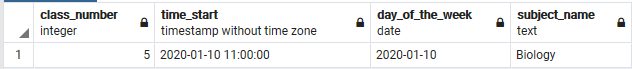 class_number time_start day_of_the_week subject_name
integer timestamp without time zone date text
1 5 2020-01-10 11:00:00 2020-01-10 Biology